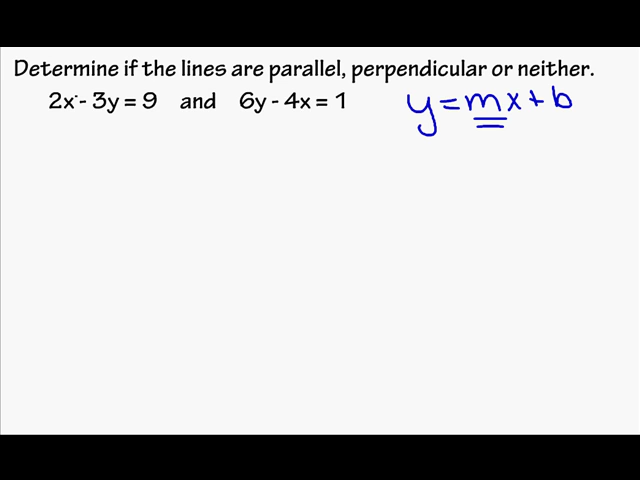 Determine if the lines are parallel, perpendicular or neither.
2x - 3y = 9 and 6y - 4x = 1 y = mx + b